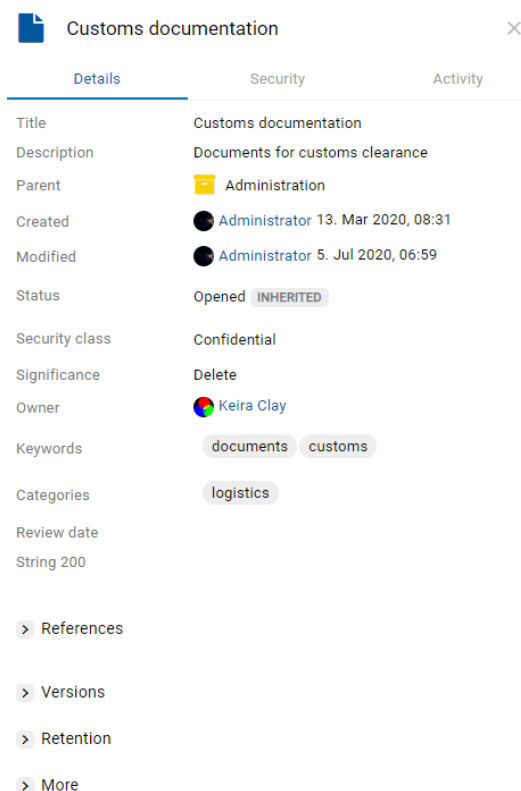 Customs documentation
Details Security Activity
Title Customs documentation
Description Documents for customs clearance
Parent Administration
Created Administrator 13. Mar 2020, 08:31
Modified Administrator 5. Jul 2020, 06:59
Status Opened INHERITED
Security class Confidential
Significance Delete
Owner Keira Clay
Keywords documents customs
Categories logistics
Review date
String 200
References
Versions
Retention
More